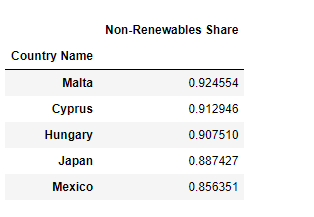 Non-Renewables Share
Country Name
Malta 0.924554
Cyprus 0.912946
Hungary 0.907510
Japan 0.887427
Mexico 0.856351